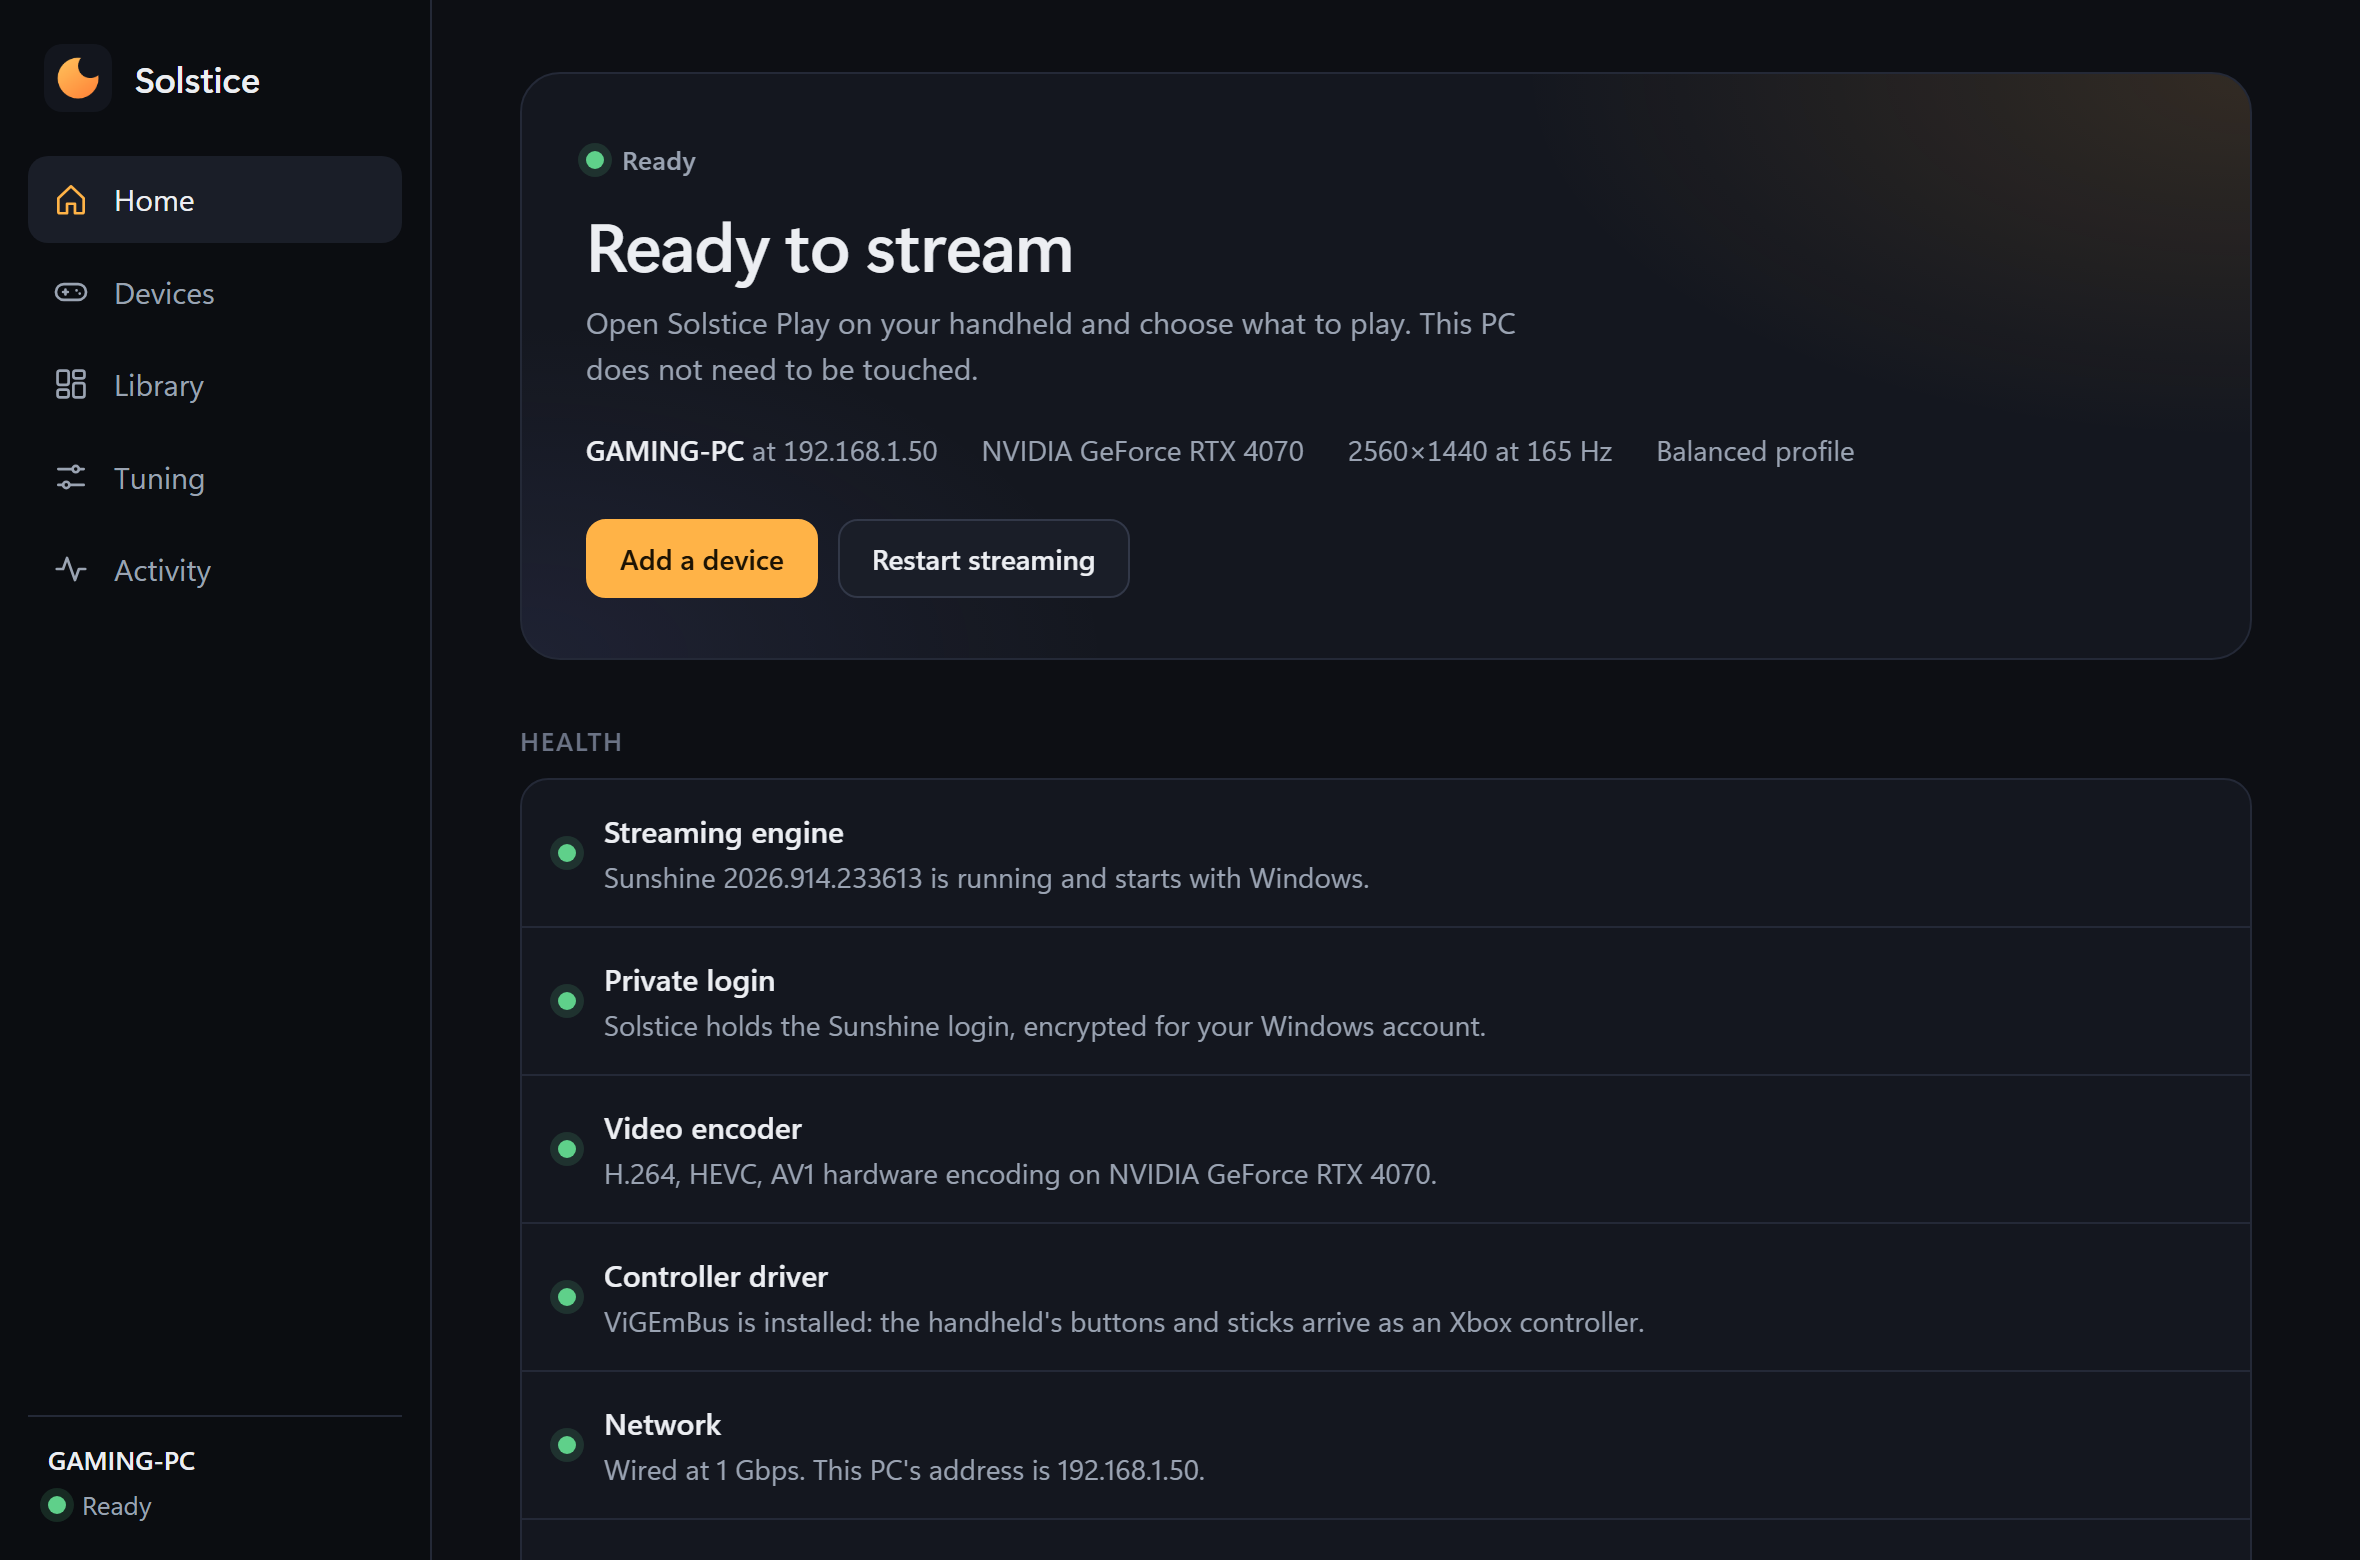 Solstice
Home
Devices
Library
Tuning
Activity
GAMING-PC
Ready
Ready
Ready to stream
Open Solstice Play on your handheld and choose what to play. This PC
does not need to be touched.
GAMING-PC at 192.168.1.50 NVIDIA GeForce RTX 4070 2560×1440 at 165 Hz Balanced profile
Add a device Restart streaming
HEALTH
Streaming engine
Sunshine 2026.914.233613 is running and starts with Windows.
Private login
Solstice holds the Sunshine login, encrypted for your Windows account.
Video encoder
H.264, HEVC, AV1 hardware encoding on NVIDIA GeForce RTX 4070.
Controller driver
ViGEmBus is installed: the handheld's buttons and sticks arrive as an Xbox controller.
Network
Wired at 1 Gbps. This PC's address is 192.168.1.50.